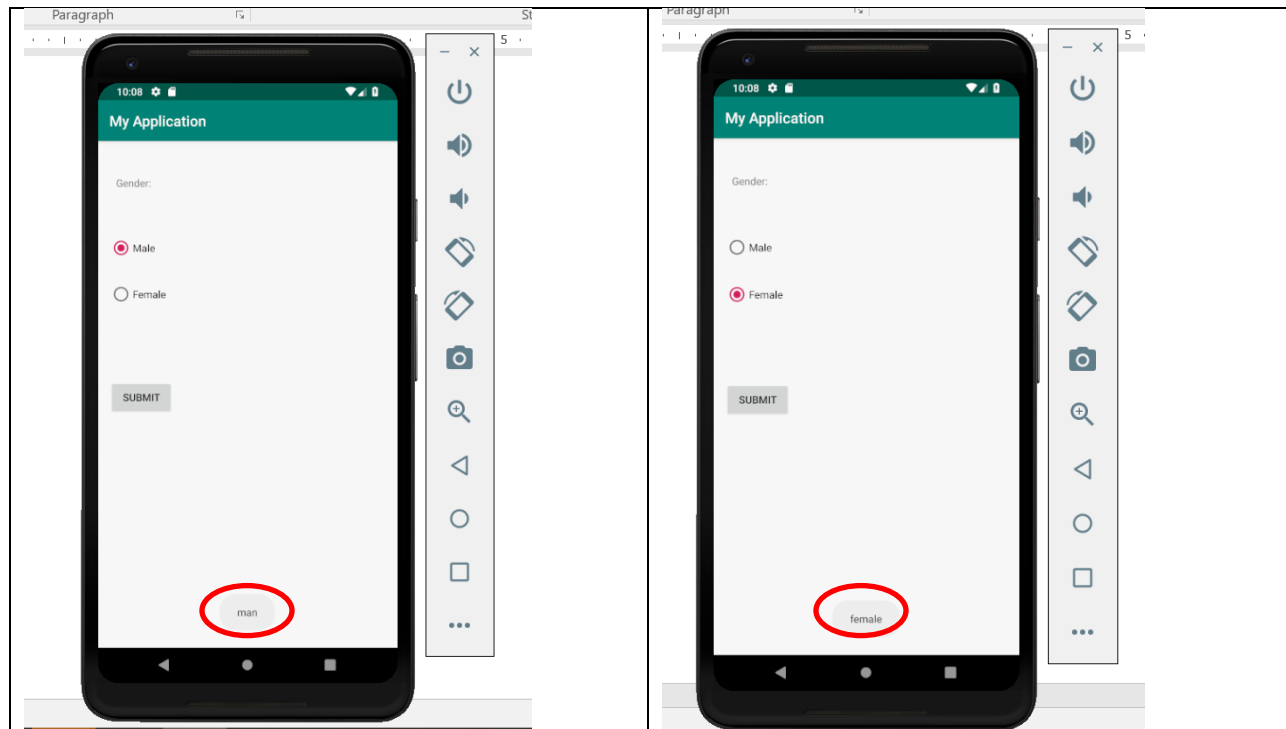 Paragraph
St
5
10:08
My Application
Gender:
Male
Female
SUBMIT
man
Paragraph
5
10:08
My Application
Gender:
Male
Female
SUBMIT
female